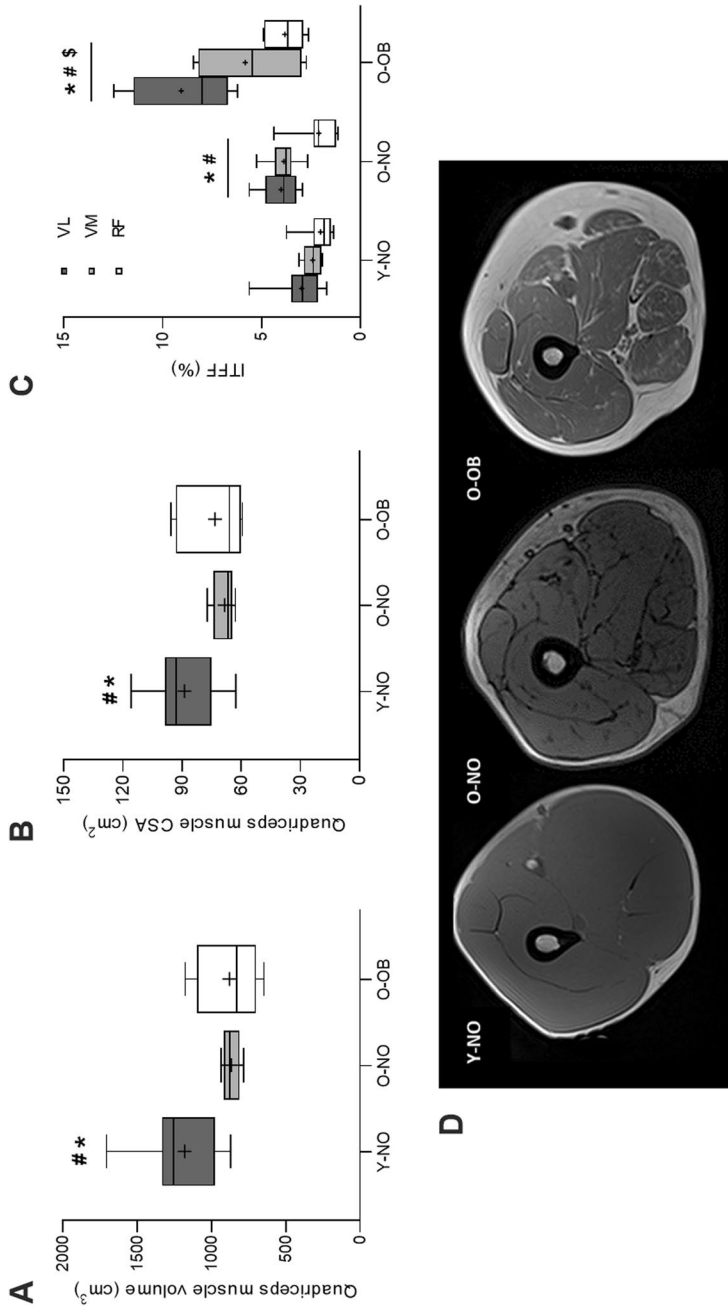 A
Quadriceps muscle volume (cm³)
2000
1500
1000
500
0
# *
Y-NO
O-NO
O-OB
B
Quadriceps muscle CSA (cm²)
150
120
90
60
30
0
# *
Y-NO
O-NO
O-OB
C
ITFF (%)
15
10
5
0
VL
VM
RF
* #
* # $
Y-NO
O-NO
O-OB
D
Y-NO
O-NO
O-OB